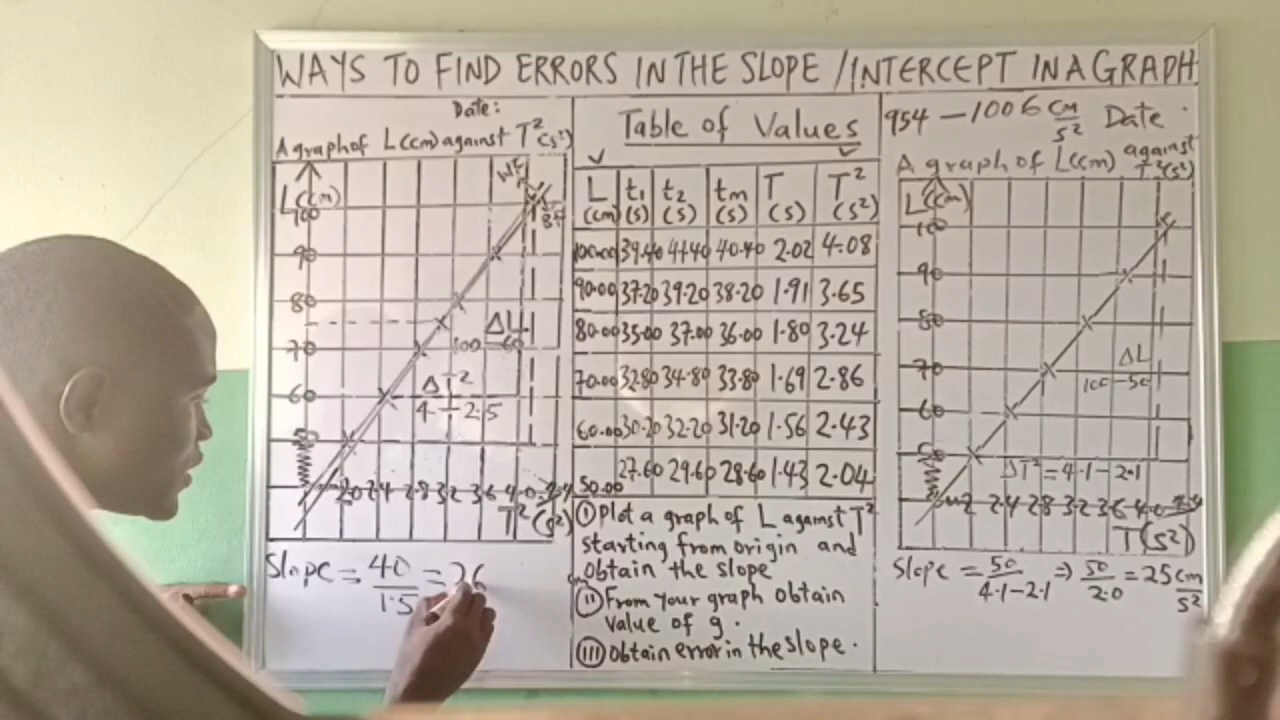 WAYS TO FIND ERRORS IN THE SLOPE / INTERCEPT IN A GRAPH
Date:
A graph of L(cm) against T²(s²)
L(cm)
100
90
80
70
60
50
ΔL
100-60
ΔT²
4.1-2.5
2.0 2.4 2.8 3.2 3.6 4.0
T²(s²)
Slope = 40/1.5 = 26
Table of Values
L (cm) t₁ (s) t₂ (s) tm (s) T (s) T² (s²)
100.00 39.40 41.40 40.40 2.02 4.08
90.00 37.20 39.20 38.20 1.91 3.65
80.00 35.00 37.00 36.00 1.80 3.24
70.00 32.80 34.80 33.80 1.69 2.86
60.00 30.20 32.20 31.20 1.56 2.43
50.00 27.60 29.60 28.60 1.43 2.04
(i) Plot a graph of L against T²
starting from origin and
obtain the slope
(ii) From your graph obtain
value of g.
(iii) Obtain error in the slope.
954 - 1006 cm/s² Date
A graph of L(cm) against T²(s²)
L(cm)
100
90
80
70
60
50
ΔL
100-50
ΔT² = 4.1-2.1
2.4 2.8 3.2 3.6 4.0
T(s²)
Slope = 50/4.1-2.1 ⇒ 50/2.0 = 25 cm/s²